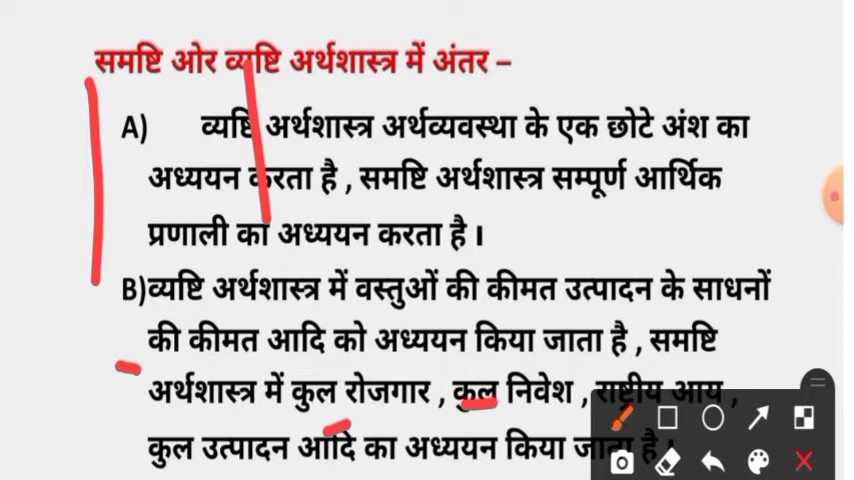 समष्टि ओर व्यष्टि अर्थशास्त्र में अंतर –
A) व्यष्टि अर्थशास्त्र अर्थव्यवस्था के एक छोटे अंश का
अध्ययन करता है , समष्टि अर्थशास्त्र सम्पूर्ण आर्थिक
प्रणाली का अध्ययन करता है ।
B)व्यष्टि अर्थशास्त्र में वस्तुओं की कीमत उत्पादन के साधनों
की कीमत आदि को अध्ययन किया जाता है , समष्टि
अर्थशास्त्र में कुल रोजगार , कुल निवेश , राष्ट्रीय आय ,
कुल उत्पादन आदि का अध्ययन किया जाता है ।